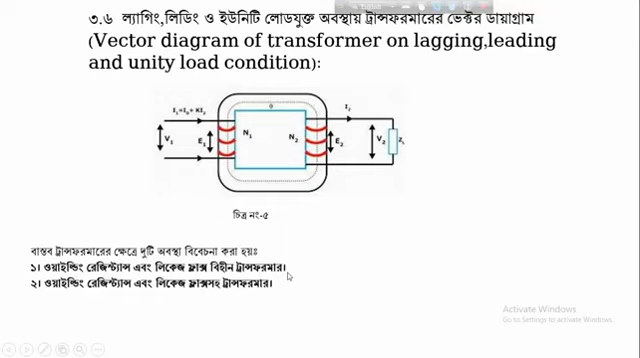 ৩.৬ ল্যাগিং,লিডিং ও ইউনিটি লোডযুক্ত অবস্থায় ট্রান্সফরমারের ভেক্টর ডায়াগ্রাম
(Vector diagram of transformer on lagging,leading
and unity load condition):
I₁=I₀+KI₂
Φ
I₂
V₁
E₁
N₁
N₂
E₂
V₂
Z₁
চিত্র নং-৫
বাস্তব ট্রান্সফরমারের ক্ষেত্রে দুটি অবস্থা বিবেচনা করা হয়ঃ
১। ওয়াইন্ডিং রেজিস্ট্যান্স এবং লিকেজ ফ্লাক্স বিহীন ট্রান্সফরমার।
২। ওয়াইন্ডিং রেজিস্ট্যান্স এবং লিকেজ ফ্লাক্সসহ ট্রান্সফরমার।
Activate Windows
Go to Settings to activate Windows.